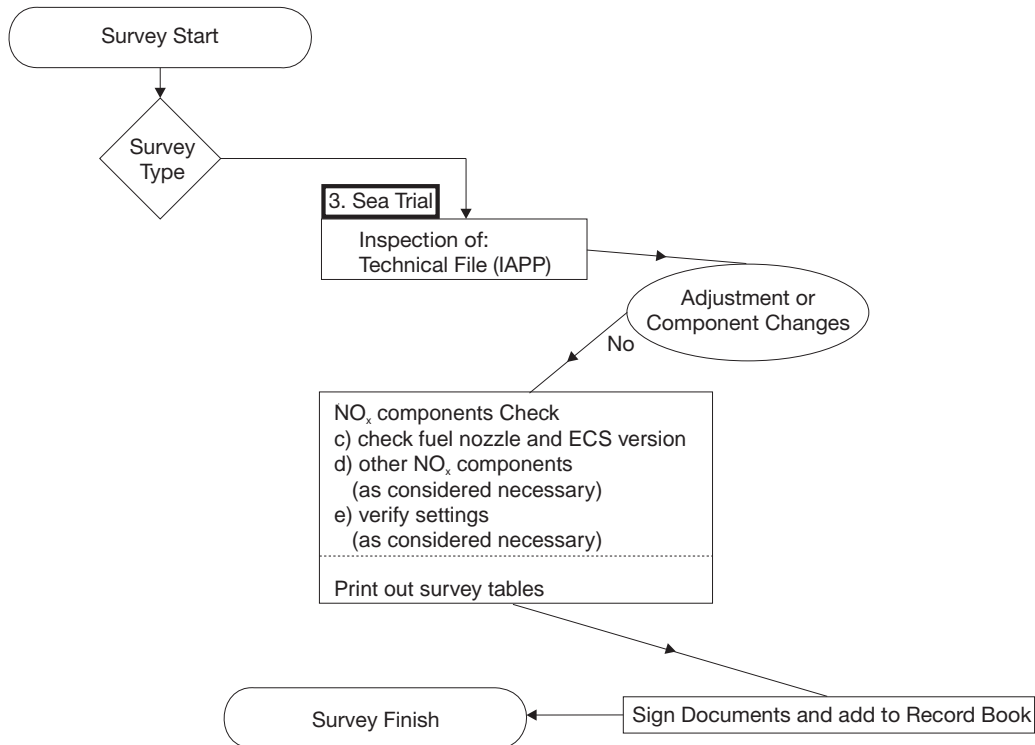 Survey Start
Survey
Type
3. Sea Trial
Inspection of:
Technical File (IAPP)
Adjustment or
Component Changes
No
NOx components Check
c) check fuel nozzle and ECS version
d) other NOx components
(as considered necessary)
e) verify settings
(as considered necessary)
Print out survey tables
Sign Documents and add to Record Book
Survey Finish